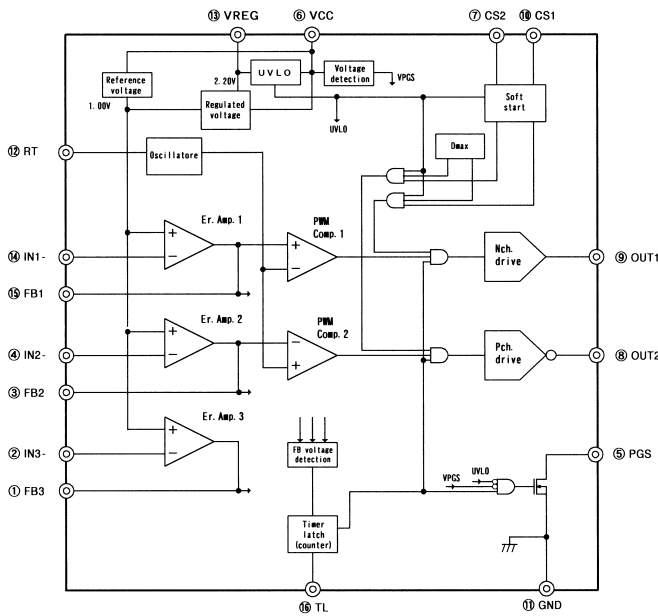 ⑬ VREG
⑥ VCC
⑦ CS2
⑩ CS1
Reference
voltage
1. 00V
2. 20V
UVLO
Voltage
detection
VPGS
Regulated
voltage
UVLO
Soft
start
⑫ RT
Oscillatore
Dmax
Er. Amp. 1
PWM
Comp. 1
+
−
+
−
Nch.
drive
⑭ IN1-
⑨ OUT1
⑮ FB1
Er. Amp. 2
PWM
Comp. 2
+
−
−
+
Pch.
drive
④ IN2-
⑧ OUT2
③ FB2
Er. Amp. 3
+
−
② IN3-
FB voltage
detection
⑤ PGS
UVLO
VPGS
① FB3
Timer
latch
(counter)
⑯ TL
⑪ GND